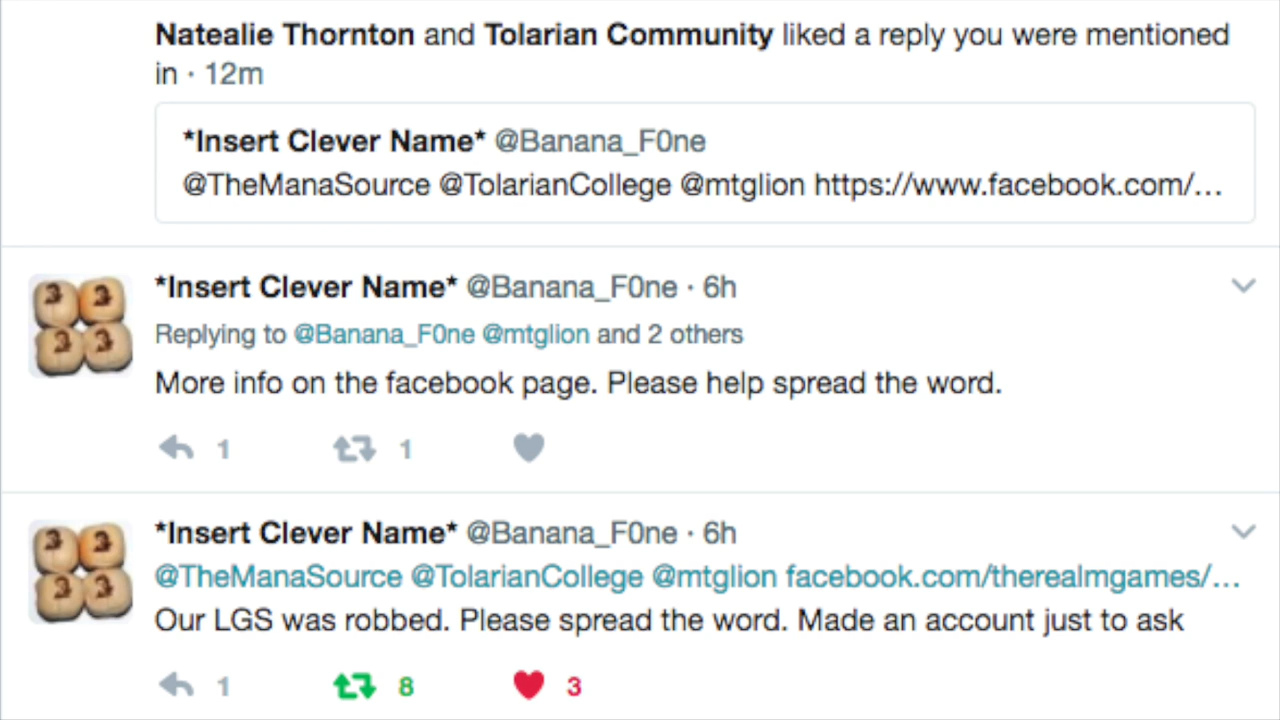 Natealie Thornton and Tolarian Community liked a reply you were mentioned
in · 12m
*Insert Clever Name* @Banana_F0ne
@TheManaSource @TolarianCollege @mtglion https://www.facebook.com/...
*Insert Clever Name* @Banana_F0ne · 6h
Replying to @Banana_F0ne @mtglion and 2 others
More info on the facebook page. Please help spread the word.
1 1
*Insert Clever Name* @Banana_F0ne · 6h
@TheManaSource @TolarianCollege @mtglion facebook.com/therealmgames/...
Our LGS was robbed. Please spread the word. Made an account just to ask
1 8 3